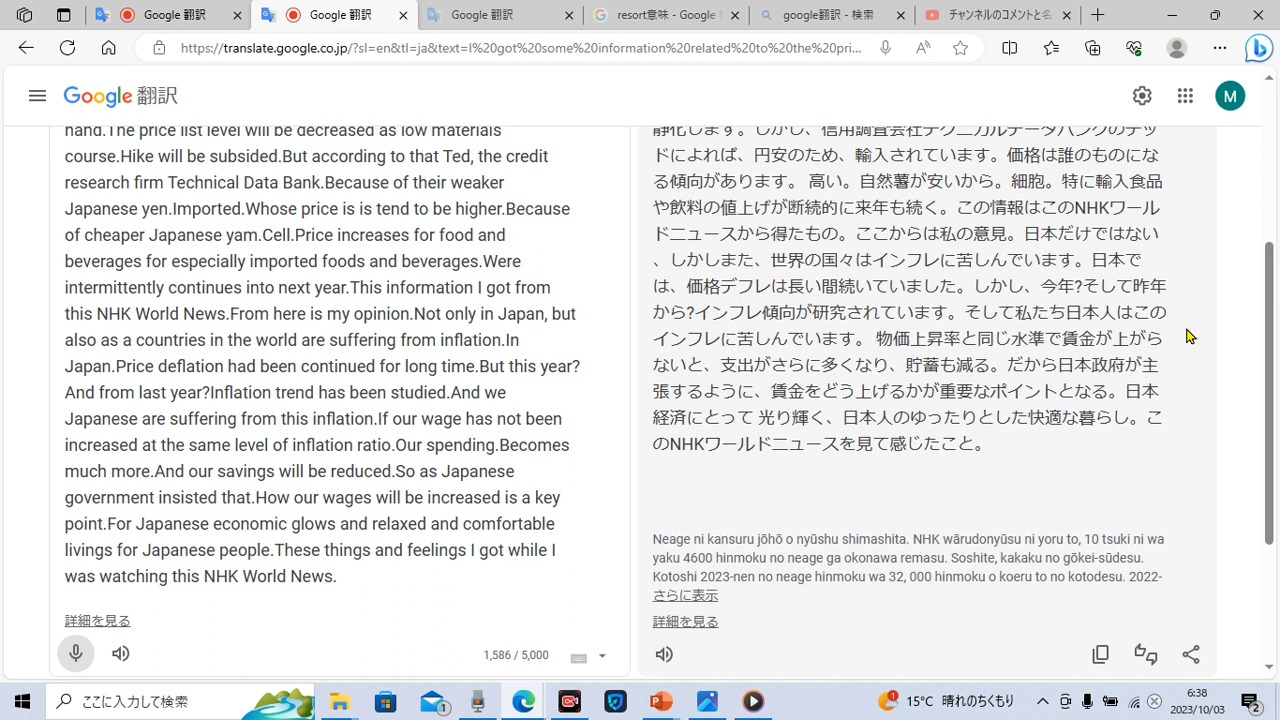 Google 翻訳
Google 翻訳
Google 翻訳
resort意味 - Google
google翻訳 - 検索
チャンネルのコメントと名
https://translate.google.co.jp/?sl=en&tl=ja&text=I%20got%20some%20information%20related%20to%20the%20pri...
Google 翻訳
M
hand.The price list level will be decreased as low materials
course.Hike will be subsided.But according to that Ted, the credit
research firm Technical Data Bank.Because of their weaker
Japanese yen.Imported.Whose price is is tend to be higher.Because
of cheaper Japanese yam.Cell.Price increases for food and
beverages for especially imported foods and beverages.Were
intermittently continues into next year.This information I got from
this NHK World News.From here is my opinion.Not only in Japan, but
also as a countries in the world are suffering from inflation.In
Japan.Price deflation had been continued for long time.But this year?
And from last year?Inflation trend has been studied.And we
Japanese are suffering from this inflation.If our wage has not been
increased at the same level of inflation ratio.Our spending.Becomes
much more.And our savings will be reduced.So as Japanese
government insisted that.How our wages will be increased is a key
point.For Japanese economic glows and relaxed and comfortable
livings for Japanese people.These things and feelings I got while I
was watching this NHK World News.
詳細を見る
1,586 / 5,000
静化します。しかし、信用調査会社テクニカルデータバンクのテッ
ドによれば、円安のため、輸入されています。価格は誰のものにな
る傾向があります。 高い。自然薯が安いから。細胞。特に輸入食品
や飲料の値上げが断続的に来年も続く。この情報はこのNHKワール
ドニュースから得たもの。ここからは私の意見。日本だけではない
、しかしまた、世界の国々はインフレに苦しんでいます。日本で
は、価格デフレは長い間続いていました。しかし、今年?そして昨年
から?インフレ傾向が研究されています。そして私たち日本人はこの
インフレに苦しんでいます。 物価上昇率と同じ水準で賃金が上がら
ないと、支出がさらに多くなり、貯蓄も減る。だから日本政府が主
張するように、賃金をどう上げるかが重要なポイントとなる。日本
経済にとって 光り輝く、日本人のゆったりとした快適な暮らし。こ
のNHKワールドニュースを見て感じたこと。
Neage ni kansuru jōhō o nyūshu shimashita. NHK wārudonyūsu ni yoru to, 10 tsuki ni wa
yaku 4600 hinmoku no neage ga okonawa remasu. Soshite, kakaku no gōkei-sūdesu.
Kotoshi 2023-nen no neage hinmoku wa 32, 000 hinmoku o koeru to no kotodesu. 2022-
さらに表示
詳細を見る
ここに入力して検索
1
1
15°C 晴れのちくもり
6:38
2023/10/03
2